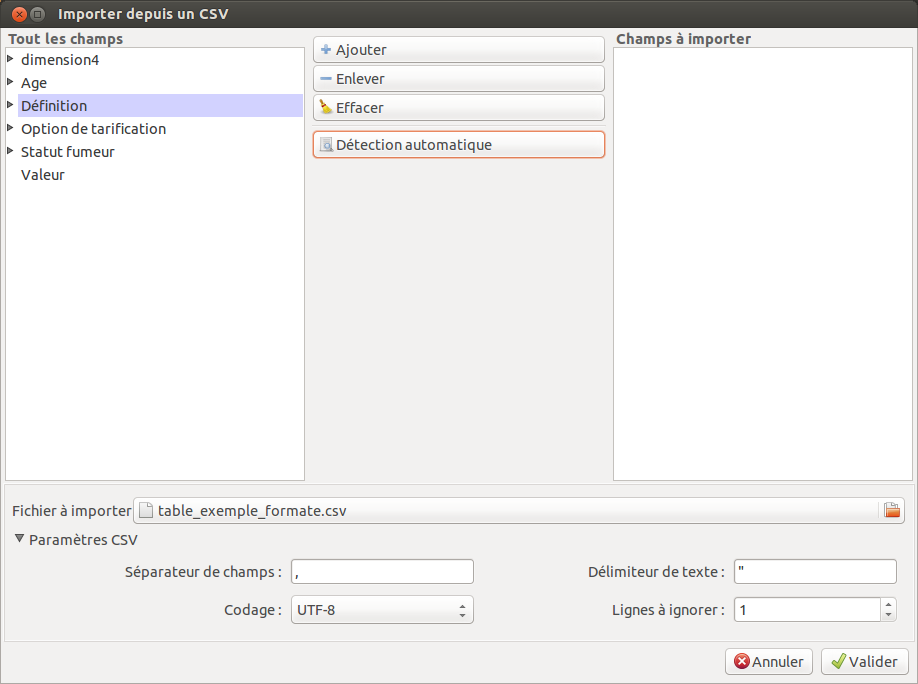 Importer depuis un CSV
Tout les champs
dimension4
Age
Définition
Option de tarification
Statut fumeur
Valeur
Ajouter
Enlever
Effacer
Détection automatique
Champs à importer
Fichier à importer table_exemple_formate.csv
Paramètres CSV
Séparateur de champs : ,
Délimiteur de texte : "
Codage : UTF-8
Lignes à ignorer : 1
Annuler
Valider